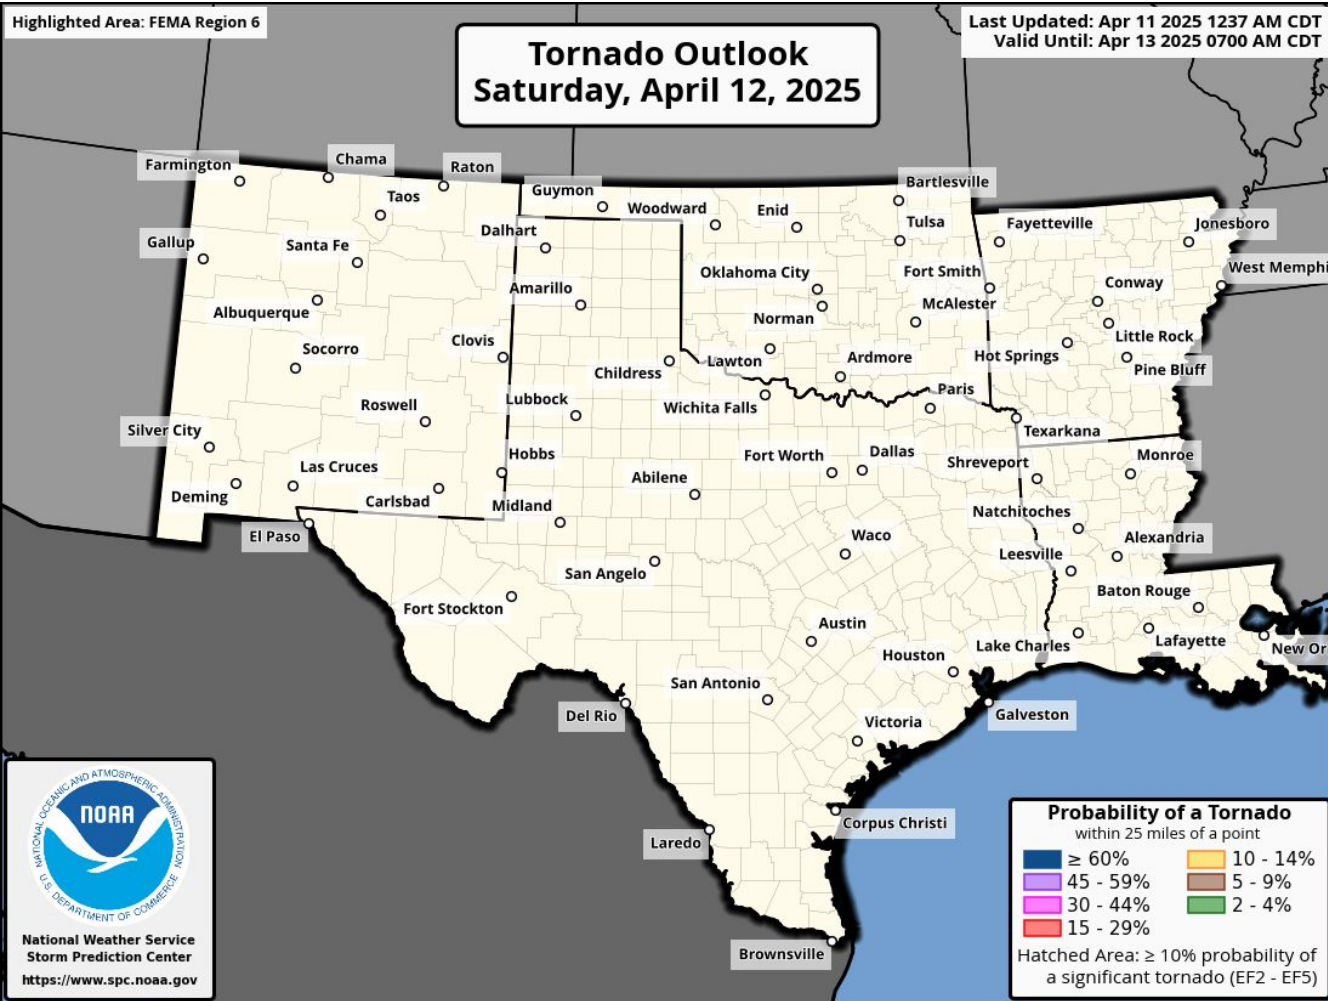 Highlighted Area: FEMA Region 6
Last Updated: Apr 11 2025 1237 AM CDT
Valid Until: Apr 13 2025 0700 AM CDT
Tornado Outlook
Saturday, April 12, 2025
Farmington
Chama
Raton
Taos
Guymon
Woodward
Enid
Bartlesville
Tulsa
Fayetteville
Jonesboro
Gallup
Santa Fe
Dalhart
Oklahoma City
Fort Smith
West Memphi
Conway
Albuquerque
Amarillo
Norman
McAlester
Little Rock
Socorro
Clovis
Childress
Lawton
Ardmore
Hot Springs
Pine Bluff
Roswell
Lubbock
Wichita Falls
Paris
Texarkana
Silver City
Las Cruces
Hobbs
Abilene
Fort Worth
Dallas
Shreveport
Monroe
Deming
Carlsbad
Midland
Natchitoches
El Paso
San Angelo
Waco
Leesville
Alexandria
Fort Stockton
Baton Rouge
Austin
Houston
Lake Charles
Lafayette
New Or
San Antonio
Del Rio
Victoria
Galveston
Laredo
Corpus Christi
Brownsville
NATIONAL OCEANIC AND ATMOSPHERIC ADMINISTRATION
NOAA
U.S. DEPARTMENT OF COMMERCE
National Weather Service
Storm Prediction Center
https://www.spc.noaa.gov
Probability of a Tornado
within 25 miles of a point
≥ 60%
45 - 59%
30 - 44%
15 - 29%
10 - 14%
5 - 9%
2 - 4%
Hatched Area: ≥ 10% probability of
a significant tornado (EF2 - EF5)